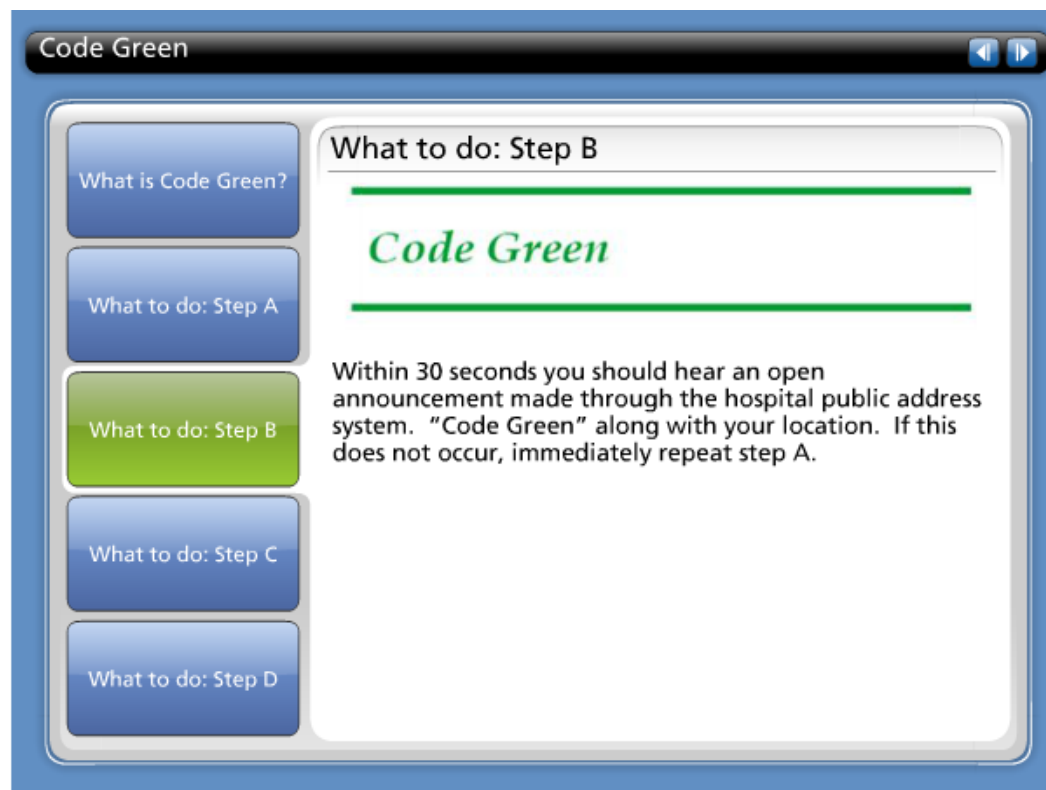 Code Green
What is Code Green?
What to do: Step A
What to do: Step B
What to do: Step C
What to do: Step D
What to do: Step B
Code Green
Within 30 seconds you should hear an open
announcement made through the hospital public address
system.  “Code Green” along with your location.  If this
does not occur, immediately repeat step A.